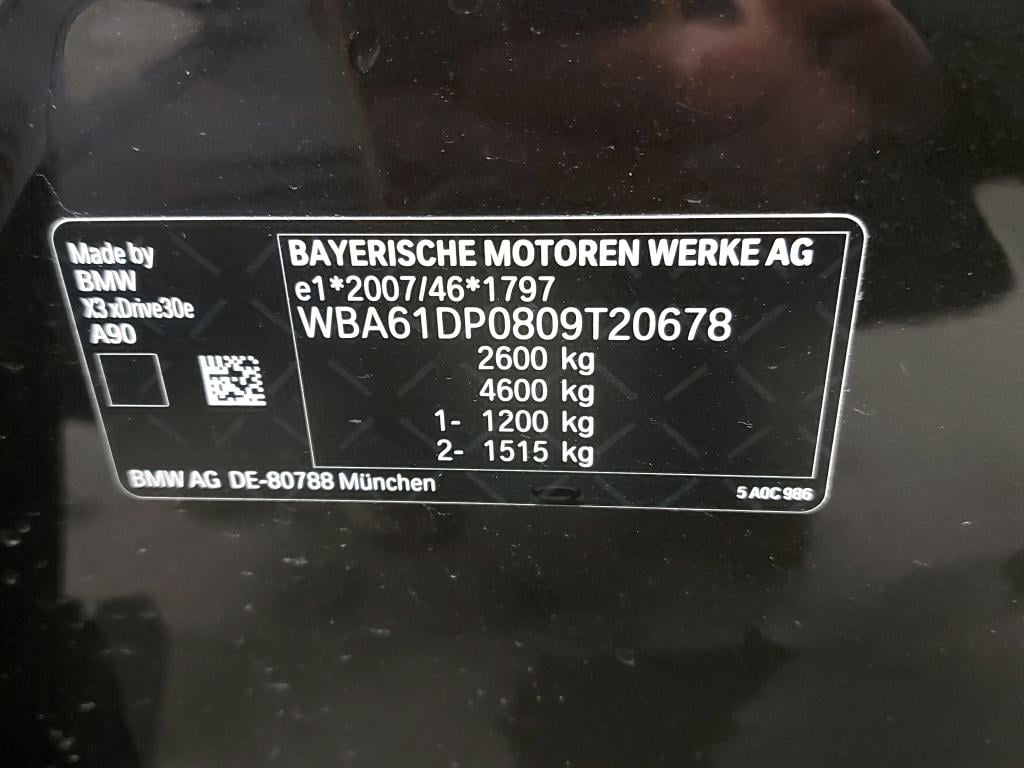 Made by
BMW
X3 xDrive30e
A90
BAYERISCHE MOTOREN WERKE AG
e1*2007/46*1797
WBA61DP0809T20678
2600 kg
4600 kg
1- 1200 kg
2- 1515 kg
BMW AG DE-80788 München
5 A0C 986